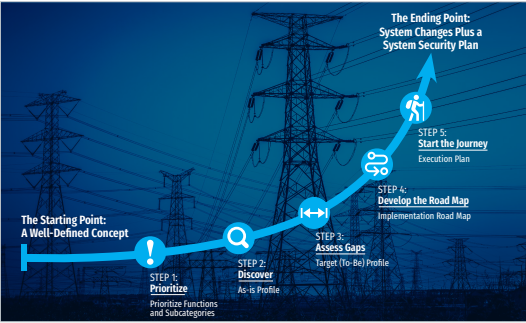 The Ending Point:
System Changes Plus a
System Security Plan
STEP 5:
Start the Journey
Execution Plan
STEP 4:
Develop the Road Map
Implementation Road Map
The Starting Point:
A Well-Defined Concept
STEP 3:
Assess Gaps
Target (To-Be) Profile
STEP 2:
Discover
As-is Profile
STEP 1:
Prioritize
Prioritize Functions
and Subcategories